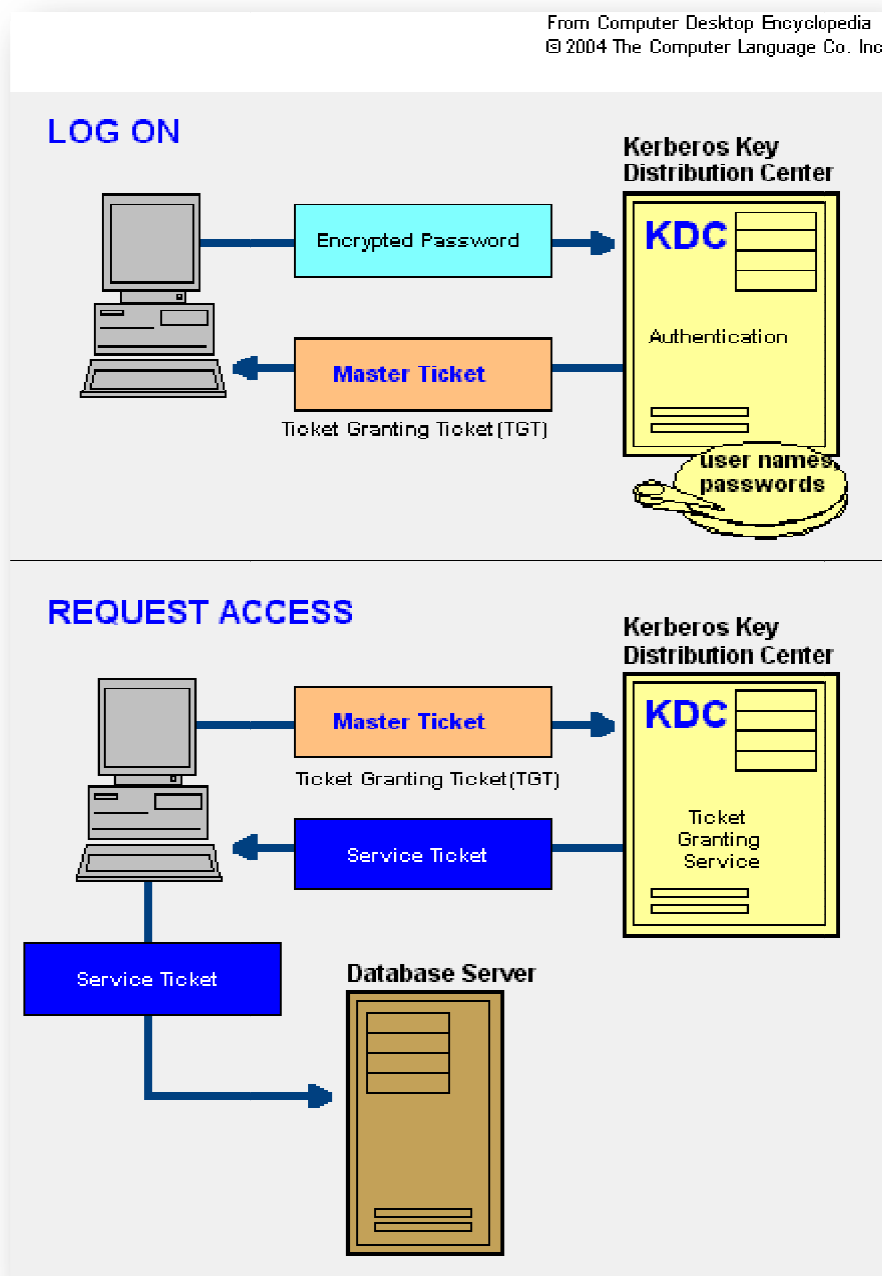 From Computer Desktop Encyclopedia
© 2004 The Computer Language Co. Inc
LOG ON
Kerberos Key
Distribution Center
KDC
Encrypted Password
Authentication
Master Ticket
Ticket Granting Ticket (TGT)
user names,
passwords
REQUEST ACCESS
Kerberos Key
Distribution Center
KDC
Master Ticket
Ticket Granting Ticket (TGT)
Ticket
Granting
Service
Service Ticket
Service Ticket
Database Server